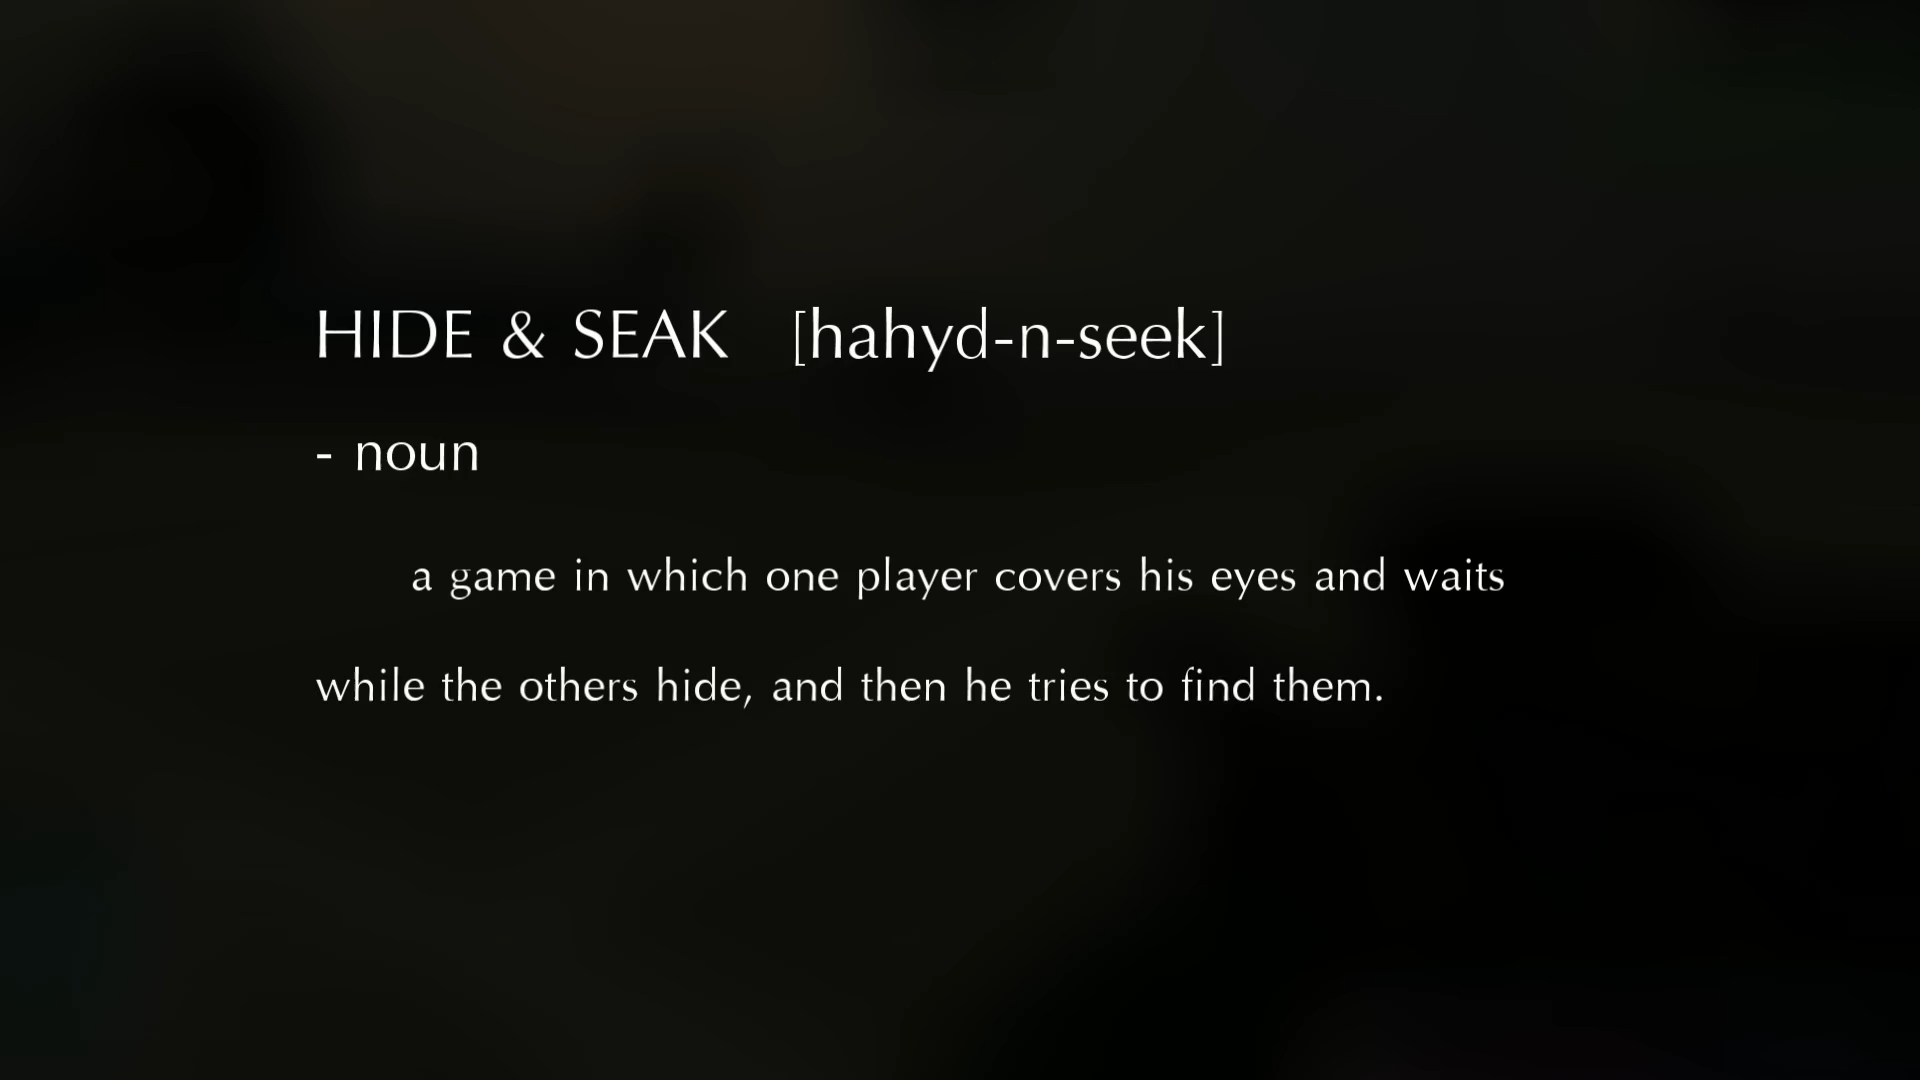 HIDE & SEAK [hahyd-n-seek]
- noun
a game in which one player covers his eyes and waits
while the others hide, and then he tries to find them.